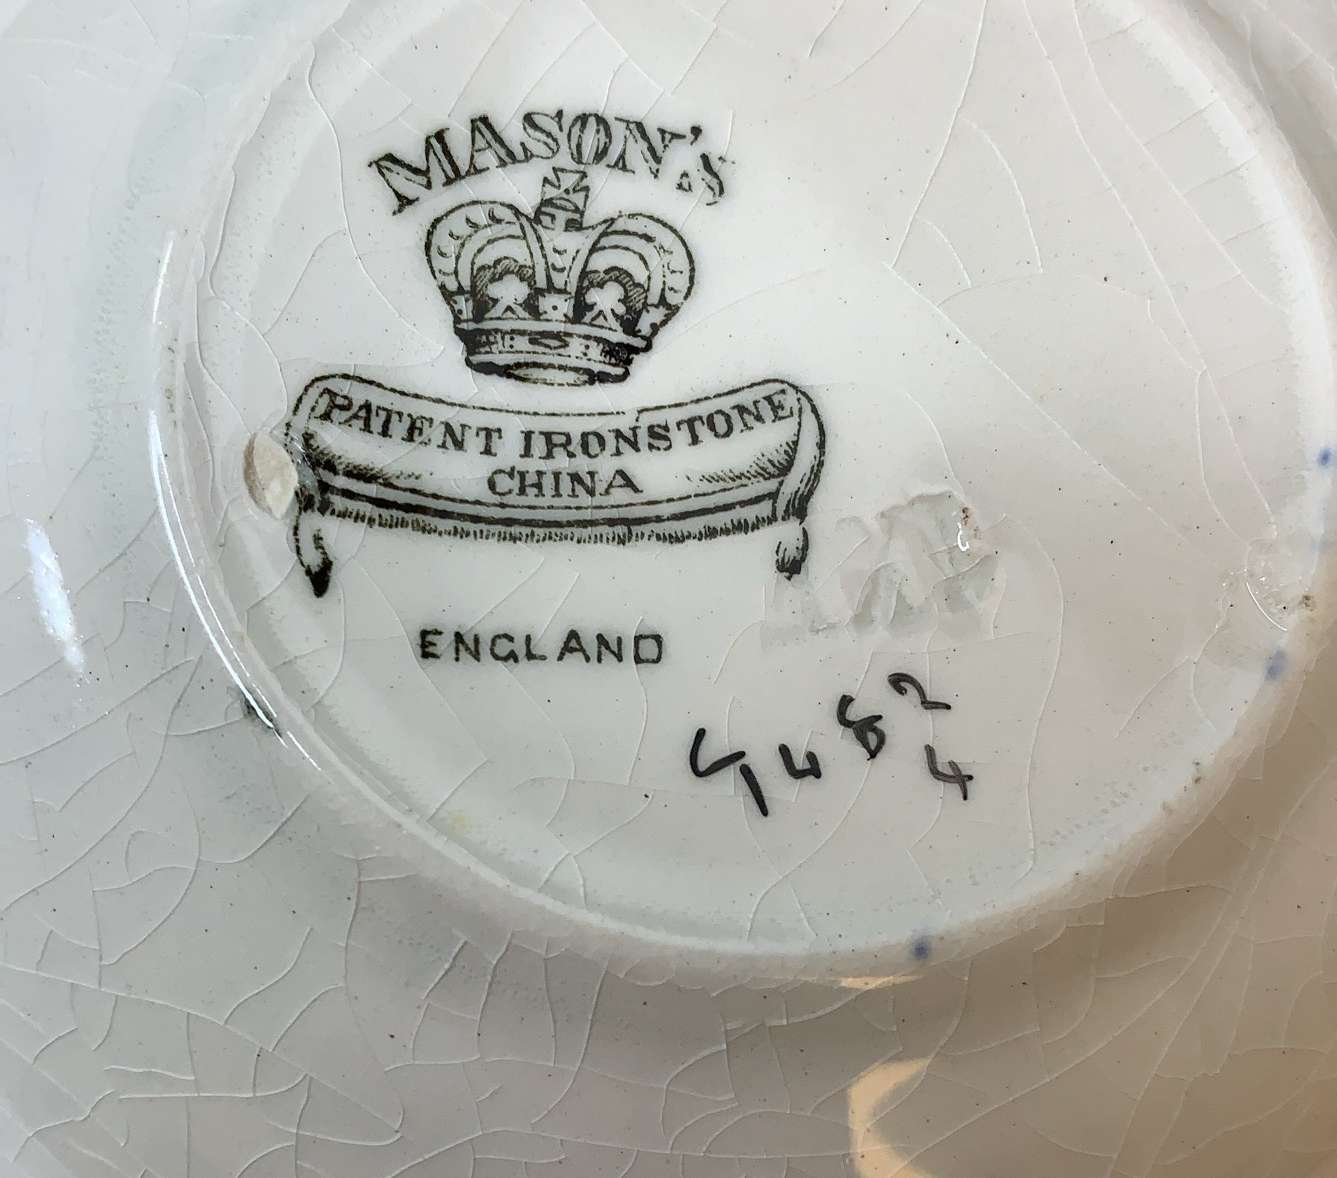 MASON'S
PATENT IRONSTONE
CHINA
ENGLAND